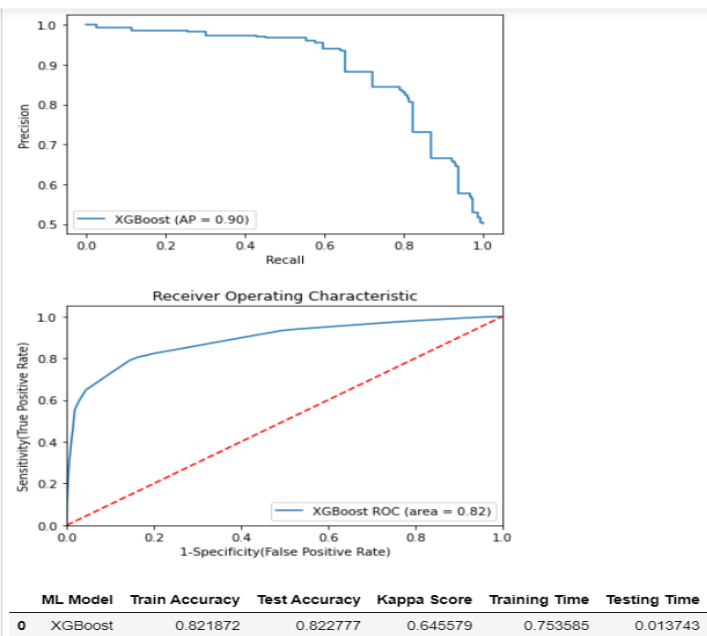 1.0
0.9
0.8
0.7
0.6
0.5
Precision
XGBoost (AP = 0.90)
0.0 0.2 0.4 0.6 0.8 1.0
Recall
Receiver Operating Characteristic
1.0
0.8
0.6
0.4
0.2
0.0
Sensitivity(True Positive Rate)
XGBoost ROC (area = 0.82)
0.0 0.2 0.4 0.6 0.8 1.0
1-Specificity(False Positive Rate)
ML Model Train Accuracy Test Accuracy Kappa Score Training Time Testing Time
0 XGBoost 0.821872 0.822777 0.645579 0.753585 0.013743